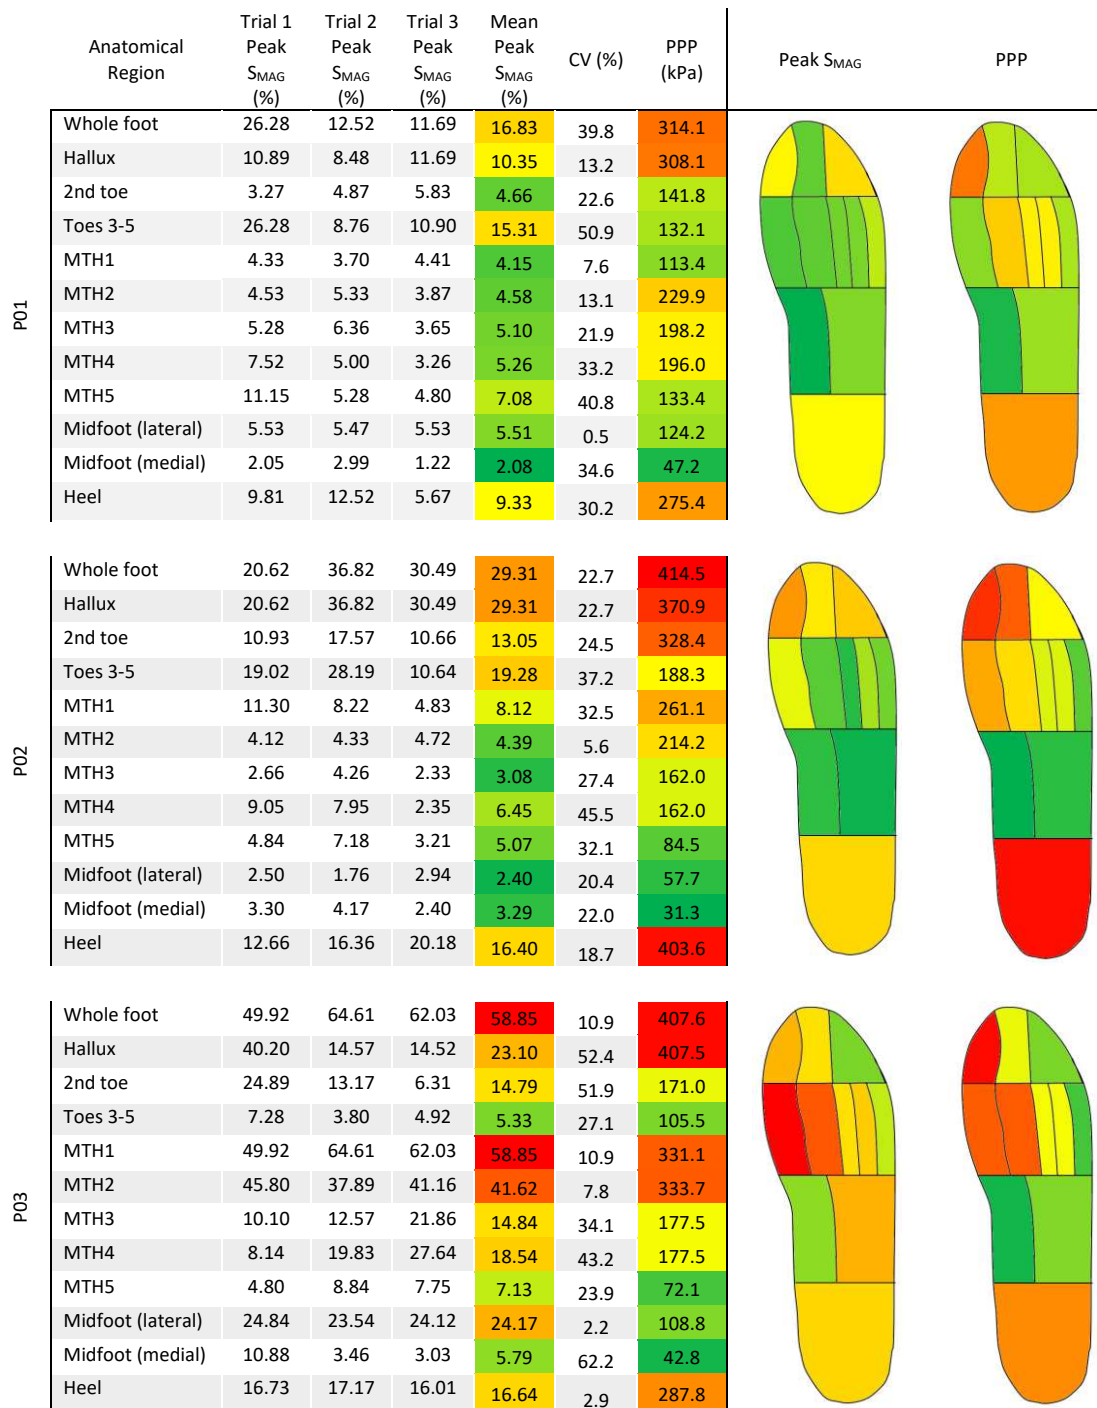 Anatomical Region | Trial 1 Peak SMAG (%) | Trial 2 Peak SMAG (%) | Trial 3 Peak SMAG (%) | Mean Peak SMAG (%) | CV (%) | PPP (kPa) | Peak SMAG | PPP
P01
Whole foot 26.28 12.52 11.69 16.83 39.8 314.1
Hallux 10.89 8.48 11.69 10.35 13.2 308.1
2nd toe 3.27 4.87 5.83 4.66 22.6 141.8
Toes 3-5 26.28 8.76 10.90 15.31 50.9 132.1
MTH1 4.33 3.70 4.41 4.15 7.6 113.4
MTH2 4.53 5.33 3.87 4.58 13.1 229.9
MTH3 5.28 6.36 3.65 5.10 21.9 198.2
MTH4 7.52 5.00 3.26 5.26 33.2 196.0
MTH5 11.15 5.28 4.80 7.08 40.8 133.4
Midfoot (lateral) 5.53 5.47 5.53 5.51 0.5 124.2
Midfoot (medial) 2.05 2.99 1.22 2.08 34.6 47.2
Heel 9.81 12.52 5.67 9.33 30.2 275.4
P02
Whole foot 20.62 36.82 30.49 29.31 22.7 414.5
Hallux 20.62 36.82 30.49 29.31 22.7 370.9
2nd toe 10.93 17.57 10.66 13.05 24.5 328.4
Toes 3-5 19.02 28.19 10.64 19.28 37.2 188.3
MTH1 11.30 8.22 4.83 8.12 32.5 261.1
MTH2 4.12 4.33 4.72 4.39 5.6 214.2
MTH3 2.66 4.26 2.33 3.08 27.4 162.0
MTH4 9.05 7.95 2.35 6.45 45.5 162.0
MTH5 4.84 7.18 3.21 5.07 32.1 84.5
Midfoot (lateral) 2.50 1.76 2.94 2.40 20.4 57.7
Midfoot (medial) 3.30 4.17 2.40 3.29 22.0 31.3
Heel 12.66 16.36 20.18 16.40 18.7 403.6
P03
Whole foot 49.92 64.61 62.03 58.85 10.9 407.6
Hallux 40.20 14.57 14.52 23.10 52.4 407.5
2nd toe 24.89 13.17 6.31 14.79 51.9 171.0
Toes 3-5 7.28 3.80 4.92 5.33 27.1 105.5
MTH1 49.92 64.61 62.03 58.85 10.9 331.1
MTH2 45.80 37.89 41.16 41.62 7.8 333.7
MTH3 10.10 12.57 21.86 14.84 34.1 177.5
MTH4 8.14 19.83 27.64 18.54 43.2 177.5
MTH5 4.80 8.84 7.75 7.13 23.9 72.1
Midfoot (lateral) 24.84 23.54 24.12 24.17 2.2 108.8
Midfoot (medial) 10.88 3.46 3.03 5.79 62.2 42.8
Heel 16.73 17.17 16.01 16.64 2.9 287.8